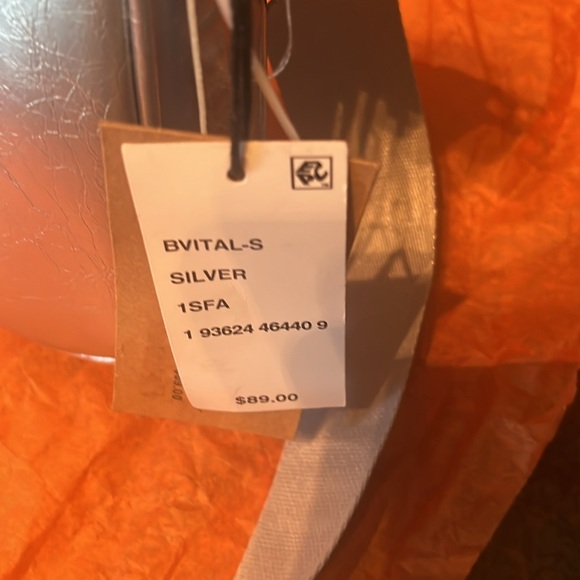 BVITAL-S
SILVER
1SFA
1 93624 46440 9
$89.00